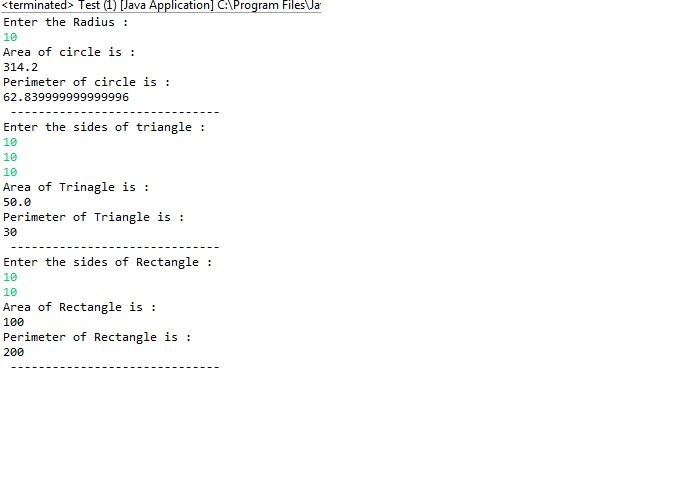 <terminated> Test (1) [Java Application] C:\Program Files\Ja
Enter the Radius :
10
Area of circle is :
314.2
Perimeter of circle is :
62.839999999999996
------------------------------
Enter the sides of triangle :
10
10
10
Area of Trinagle is :
50.0
Perimeter of Triangle is :
30
------------------------------
Enter the sides of Rectangle :
10
10
Area of Rectangle is :
100
Perimeter of Rectangle is :
200
------------------------------